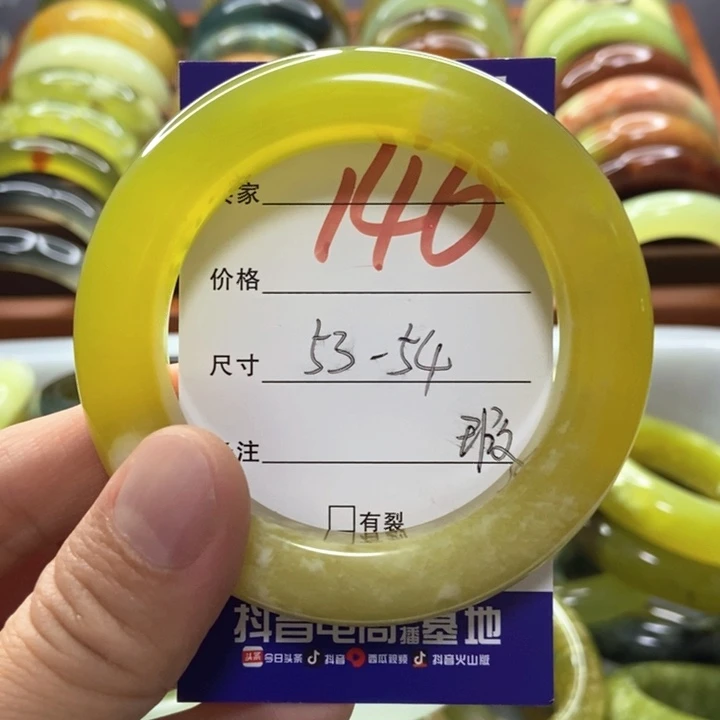 家
140
价格
尺寸 53-54
注 瑕
有裂
抖音电商直播基地
今日头条 抖音 西瓜视频 抖音火山版